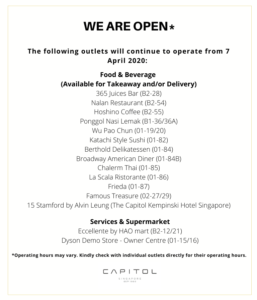 WE ARE OPEN*
The following outlets will continue to operate from 7
April 2020:
Food & Beverage
(Available for Takeaway and/or Delivery)
365 Juices Bar (B2-28)
Nalan Restaurant (B2-54)
Hoshino Coffee (B2-55)
Ponggol Nasi Lemak (B1-36/36A)
Wu Pao Chun (01-19/20)
Katachi Style Sushi (01-82)
Berthold Delikatessen (01-84)
Broadway American Diner (01-84B)
Chalerm Thai (01-85)
La Scala Ristorante (01-86)
Frieda (01-87)
Famous Treasure (02-27/29)
15 Stamford by Alvin Leung (The Capitol Kempinski Hotel Singapore)
Services & Supermarket
Eccellente by HAO mart (B2-12/21)
Dyson Demo Store - Owner Centre (01-15/16)
*Operating hours may vary. Kindly check with individual outlets directly for their operating hours.
CAPITOL